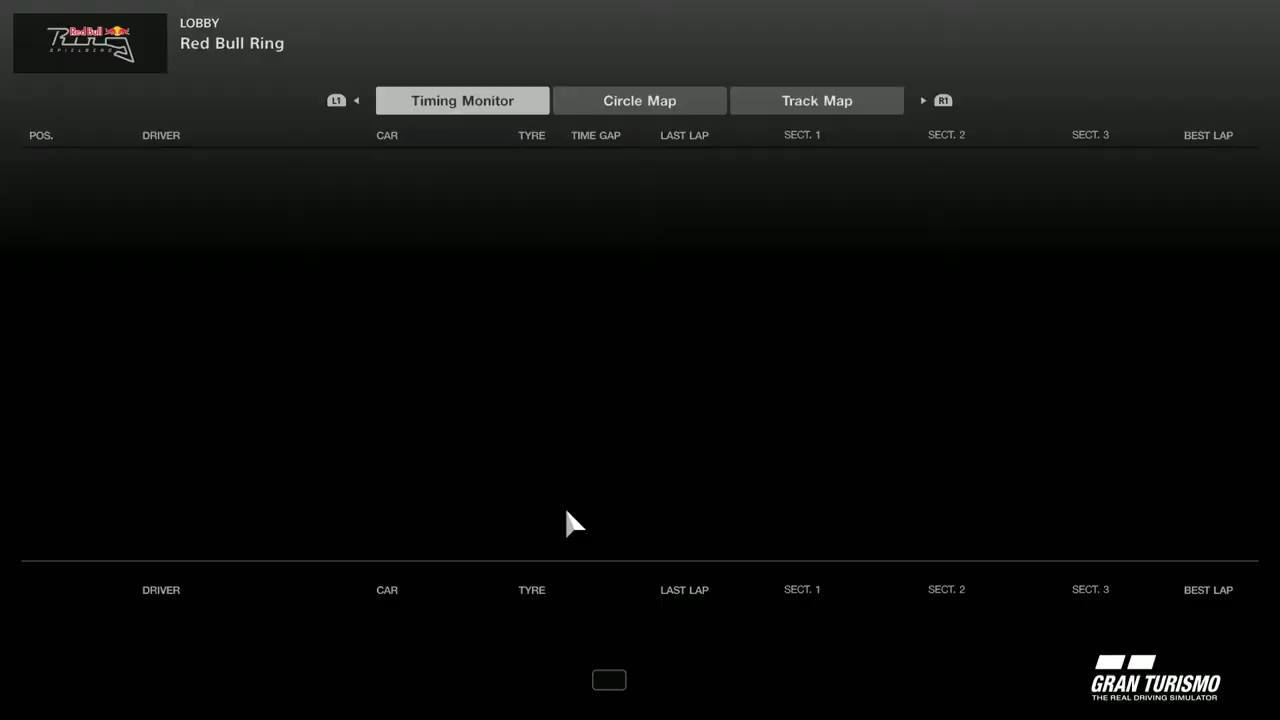 LOBBY
Red Bull Ring
Red Bull
Ring
SPIELBERG
L1 Timing Monitor Circle Map Track Map R1
POS. DRIVER CAR TYRE TIME GAP LAST LAP SECT. 1 SECT. 2 SECT. 3 BEST LAP
DRIVER CAR TYRE LAST LAP SECT. 1 SECT. 2 SECT. 3 BEST LAP
GRAN TURISMO
THE REAL DRIVING SIMULATOR